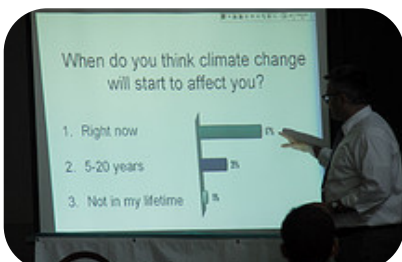 When do you think climate change
will start to affect you?
1. Right now
2. 5-20 years
3. Not in my lifetime